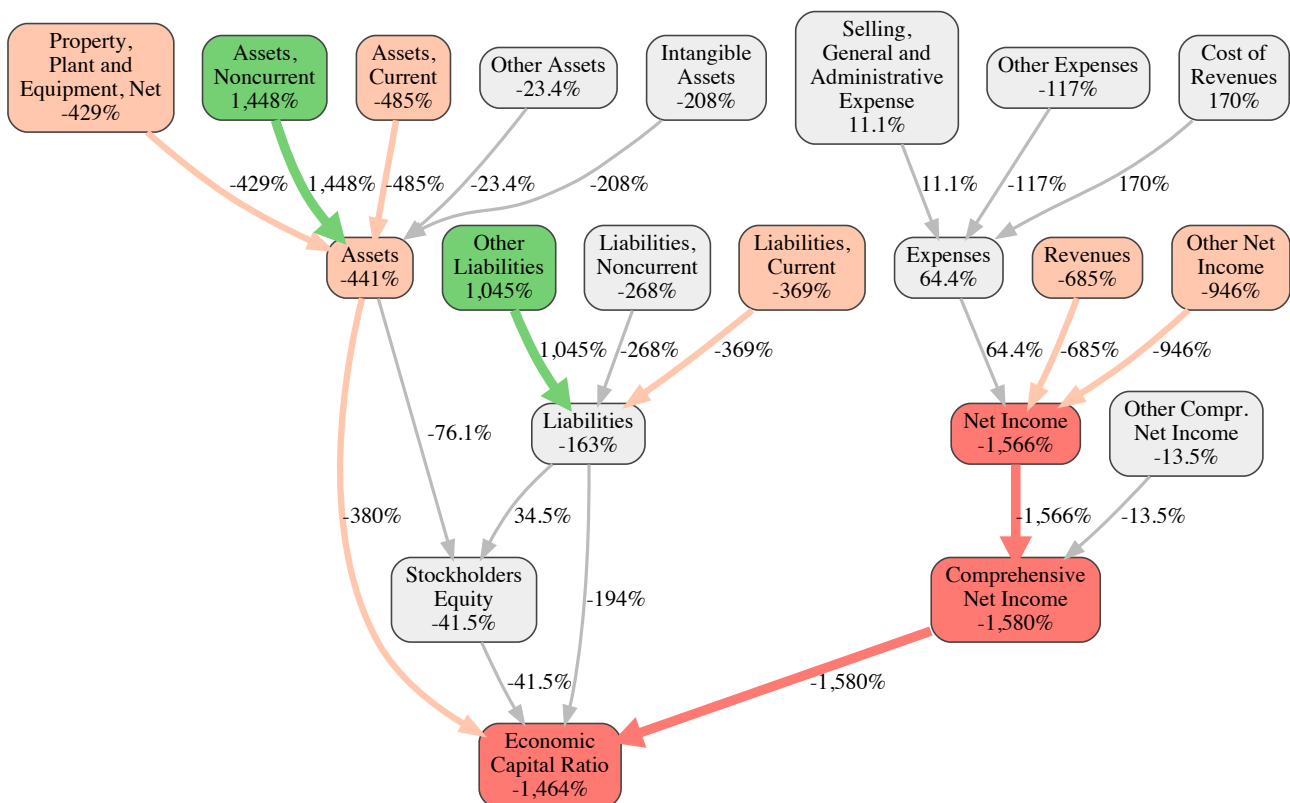 Property,
Plant and
Equipment, Net
-429%
Assets,
Noncurrent
1,448%
Assets,
Current
-485%
Other Assets
-23.4%
Intangible
Assets
-208%
Selling,
General and
Administrative
Expense
11.1%
Other Expenses
-117%
Cost of
Revenues
170%
-429%
1,448%
-485%
-23.4%
-208%
11.1%
-117%
170%
Assets
-441%
Other
Liabilities
1,045%
Liabilities,
Noncurrent
-268%
Liabilities,
Current
-369%
Expenses
64.4%
Revenues
-685%
Other Net
Income
-946%
1,045%
-268%
-369%
64.4%
-685%
-946%
Liabilities
-163%
Net Income
-1,566%
Other Compr.
Net Income
-13.5%
-76.1%
-380%
34.5%
-1,566%
-13.5%
Stockholders
Equity
-41.5%
-194%
Comprehensive
Net Income
-1,580%
-41.5%
-1,580%
Economic
Capital Ratio
-1,464%